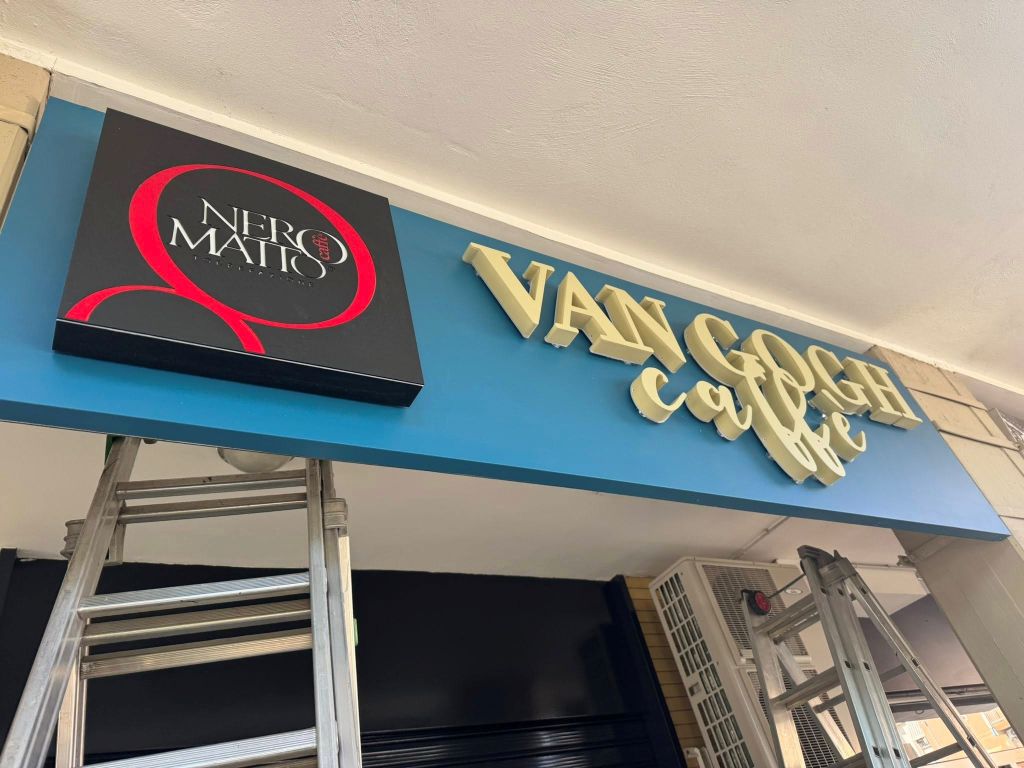 NERO
MATTO
caffè
VAN GOGH
caffe